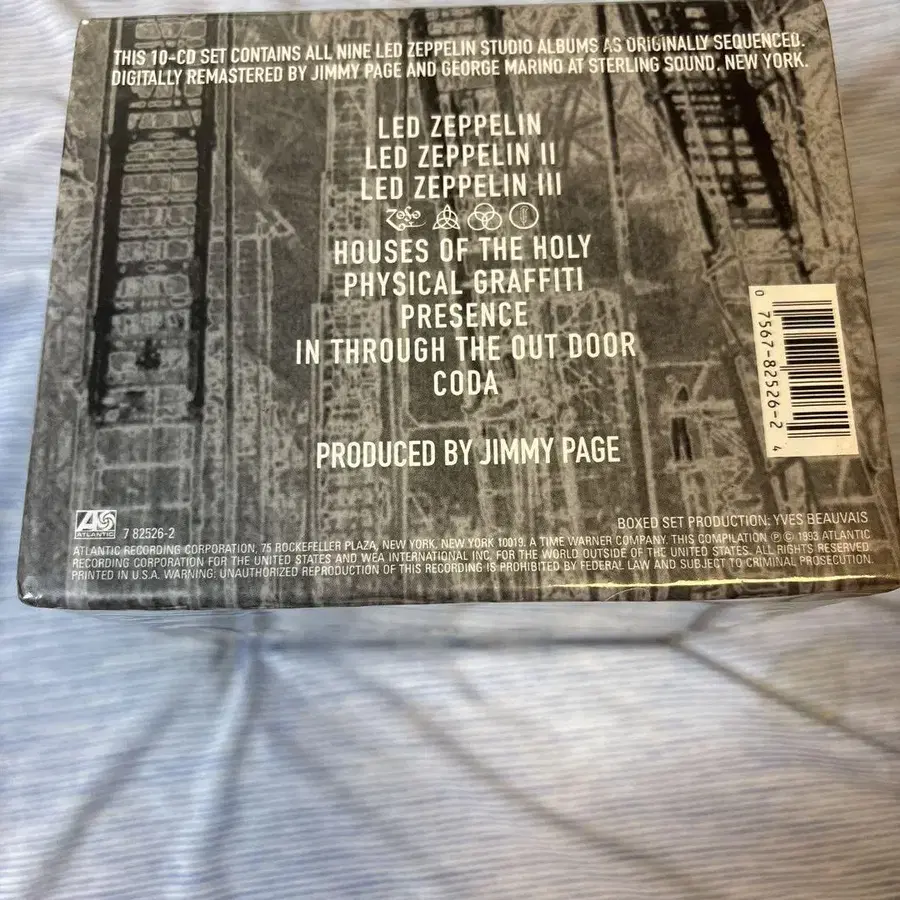 THIS 10-CD SET CONTAINS ALL NINE LED ZEPPELIN STUDIO ALBUMS AS ORIGINALLY SEQUENCED.
DIGITALLY REMASTERED BY JIMMY PAGE AND GEORGE MARINO AT STERLING SOUND, NEW YORK.
LED ZEPPELIN
LED ZEPPELIN II
LED ZEPPELIN III
HOUSES OF THE HOLY
PHYSICAL GRAFFITI
PRESENCE
IN THROUGH THE OUT DOOR
CODA
PRODUCED BY JIMMY PAGE
0 7567-82526-2 4
BOXED SET PRODUCTION: YVES BEAUVAIS
ATLANTIC 7 82526-2
ATLANTIC RECORDING CORPORATION, 75 ROCKEFELLER PLAZA, NEW YORK, NEW YORK 10019. A TIME WARNER COMPANY. THIS COMPILATION ℗ © 1993 ATLANTIC
RECORDING CORPORATION FOR THE UNITED STATES AND WEA INTERNATIONAL INC. FOR THE WORLD OUTSIDE OF THE UNITED STATES. ALL RIGHTS RESERVED.
PRINTED IN U.S.A. WARNING: UNAUTHORIZED REPRODUCTION OF THIS RECORDING IS PROHIBITED BY FEDERAL LAW AND SUBJECT TO CRIMINAL PROSECUTION.